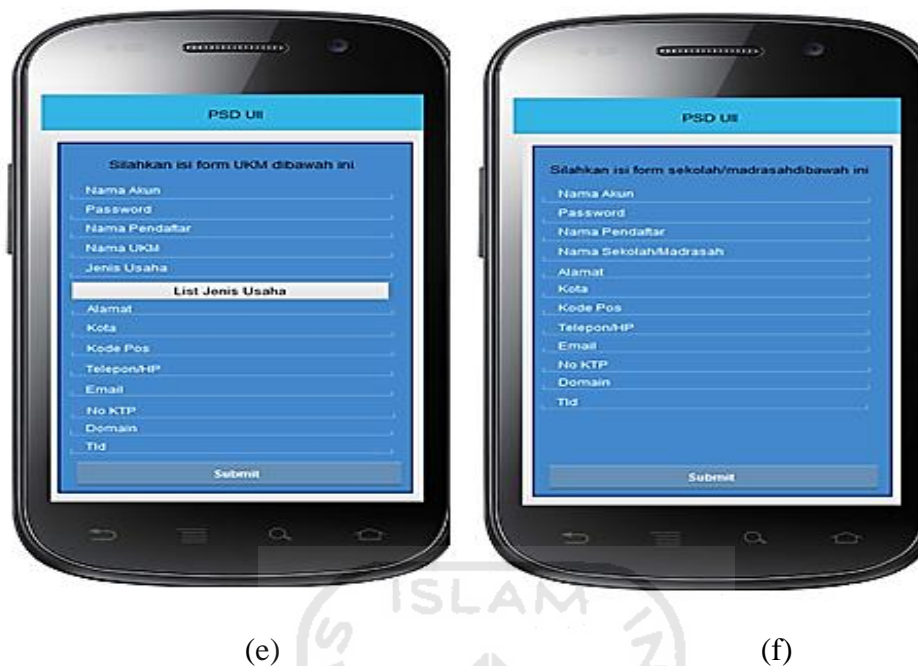 PSD UII
Silahkan isi form UKM dibawah ini
Nama Akun
Password
Nama Pendaftar
Nama UKM
Jenis Usaha
List Jenis Usaha
Alamat
Kota
Kode Pos
Telepon/HP
Email
No KTP
Domain
Tld
Submit
(e)
PSD UII
Silahkan isi form sekolah/madrasahdibawah ini
Nama Akun
Password
Nama Pendaftar
Nama Sekolah/Madrasah
Alamat
Kota
Kode Pos
Telepon/HP
Email
No KTP
Domain
Tld
Submit
(f)
ISLAM